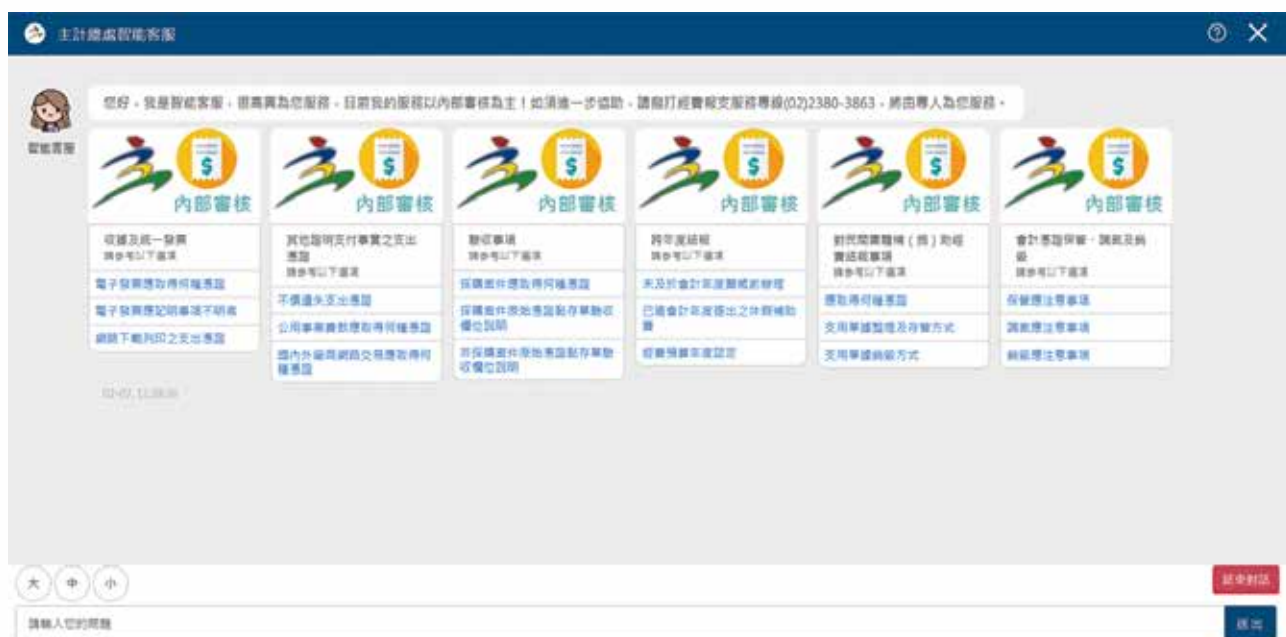 主計總處智能客服
您好，我是智能客服，很高興為您服務，目前我的服務以內部審核為主！如須進一步協助，請撥打經費報支服務專線(02)2380-3863，將由專人為您服務。
智能客服
內部審核
收據及統一發票
請參考以下選項
電子發票應取得何種憑證
電子發票應記明事項不明者
網路下載列印之支出憑證
內部審核
其他證明支付事實之支出
憑證
請參考以下選項
不慎遺失支出憑證
公用事業費款應取得何種憑證
國內外廠商網路交易應取得何
種憑證
內部審核
驗收事項
請參考以下選項
採購案件應取得何種憑證
採購案件原始憑證黏存單驗收
欄位說明
非採購案件原始憑證黏存單驗
收欄位說明
內部審核
跨年度結報
請參考以下選項
未及於會計年度關帳前辦理
已過會計年度提出之休假補助
費
經費預算年度認定
內部審核
對民間團體補（捐）助經
費結報事項
請參考以下選項
應取得何種憑證
支用單據整理及存管方式
支用單據銷毀方式
內部審核
會計憑證保管、調案及銷
毀
請參考以下選項
保管應注意事項
調案應注意事項
銷毀應注意事項
大
中
小
結束對話
請輸入您的問題
送出